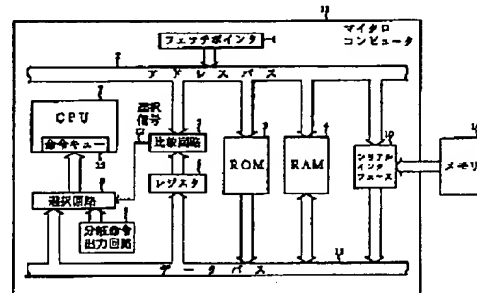 11
マイクロ
コンピュータ
フェッチポインタ
アドレスバス
CPU
命令キュー
選択
信号
比較回路
レジスタ
ROM
RAM
シリアル
インタ
フェース
10
メモリ
選択回路
分岐命令
出力回路
データバス